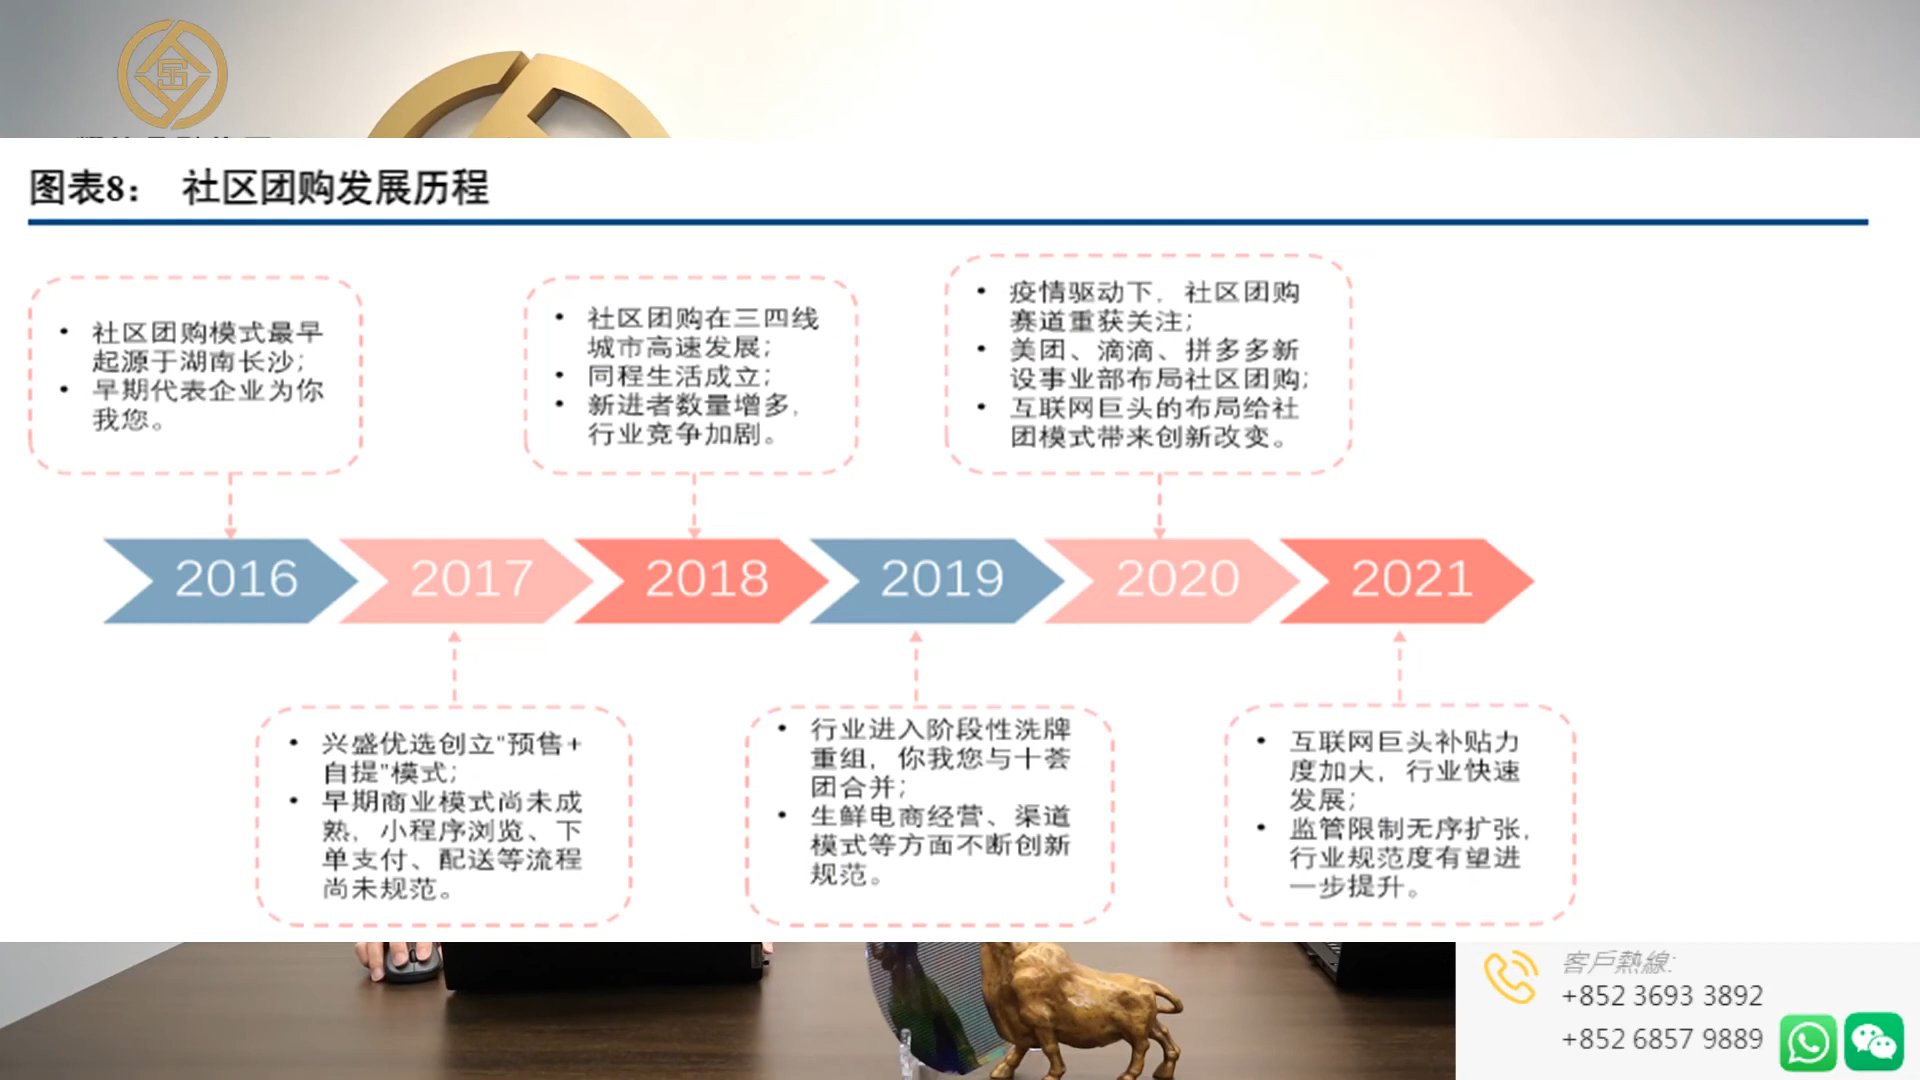 图表8： 社区团购发展历程
• 社区团购模式最早
起源于湖南长沙;
• 早期代表企业为你
我您。
• 社区团购在三四线
城市高速发展;
• 同程生活成立;
• 新进者数量增多,
行业竞争加剧。
• 疫情驱动下, 社区团购
赛道重获关注;
• 美团、滴滴、拼多多新
设事业部布局社区团购;
• 互联网巨头的布局给社
团模式带来创新改变。
2016
2017
2018
2019
2020
2021
• 兴盛优选创立"预售+
自提"模式;
• 早期商业模式尚未成
熟, 小程序浏览、下
单支付、配送等流程
尚未规范。
• 行业进入阶段性洗牌
重组, 你我您与十荟
团合并;
• 生鲜电商经营、渠道
模式等方面不断创新
规范。
• 互联网巨头补贴力
度加大, 行业快速
发展;
• 监管限制无序扩张,
行业规范度有望进
一步提升。
客戶熱線:
+852 3693 3892
+852 6857 9889